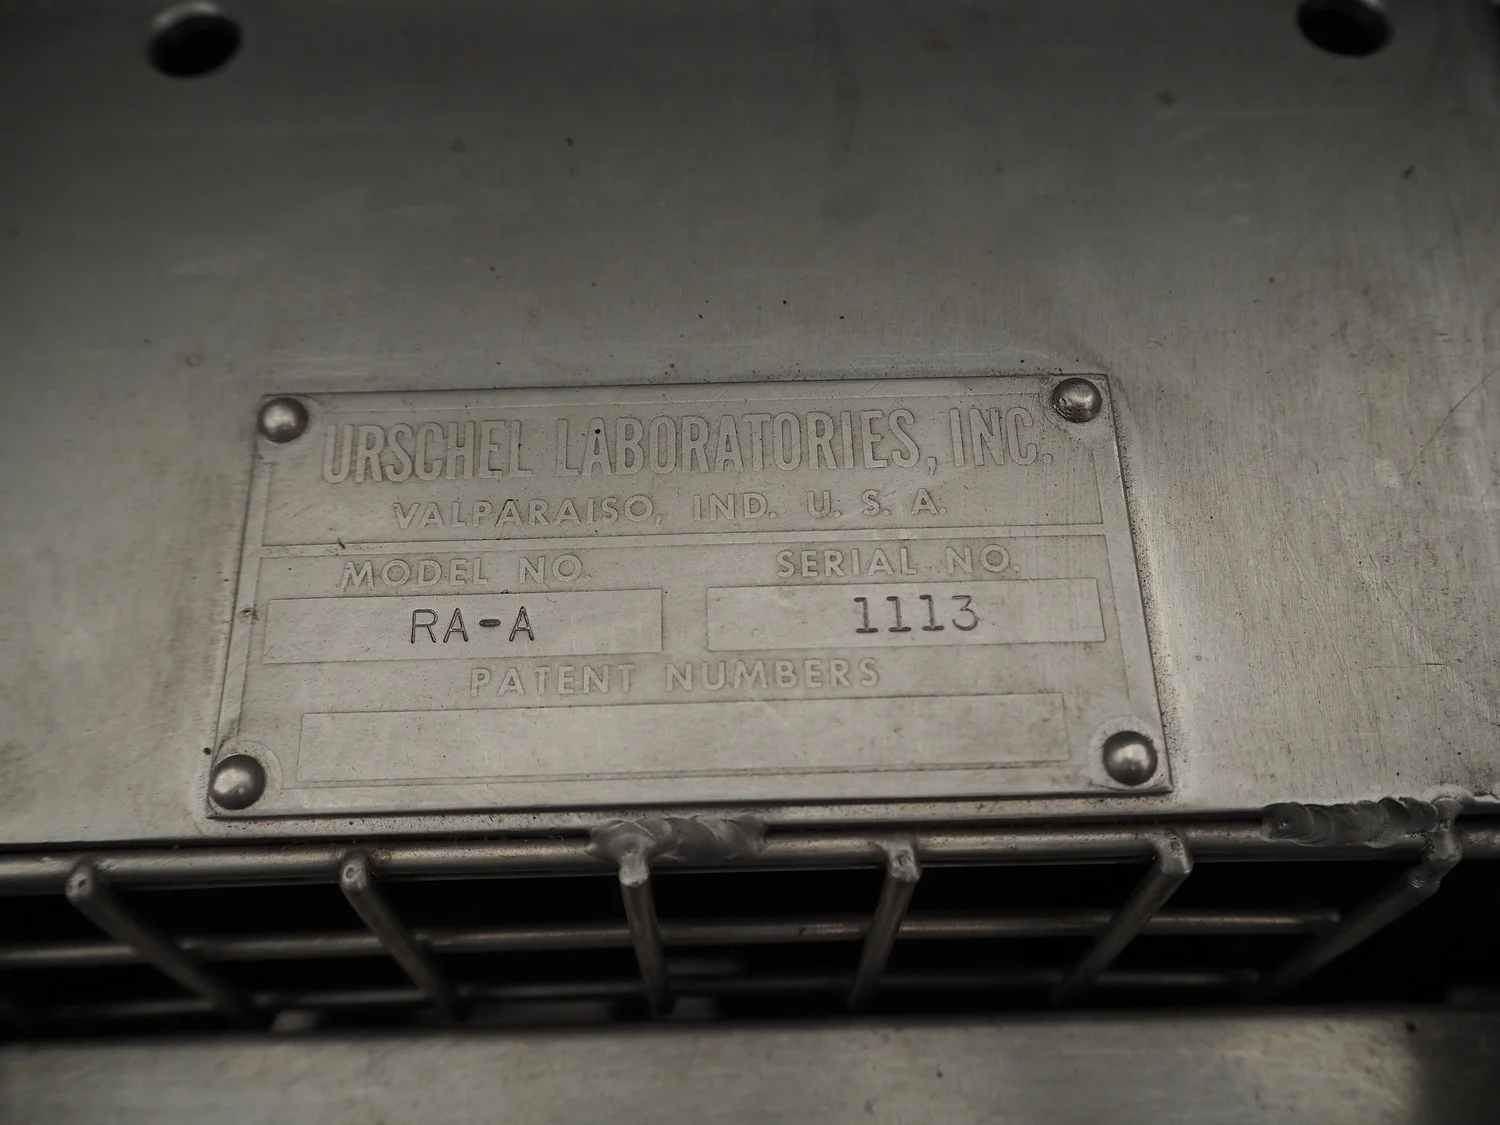 URSCHEL LABORATORIES, INC.
VALPARAISO, IND. U. S. A.
MODEL NO. SERIAL NO.
RA-A 1113
PATENT NUMBERS